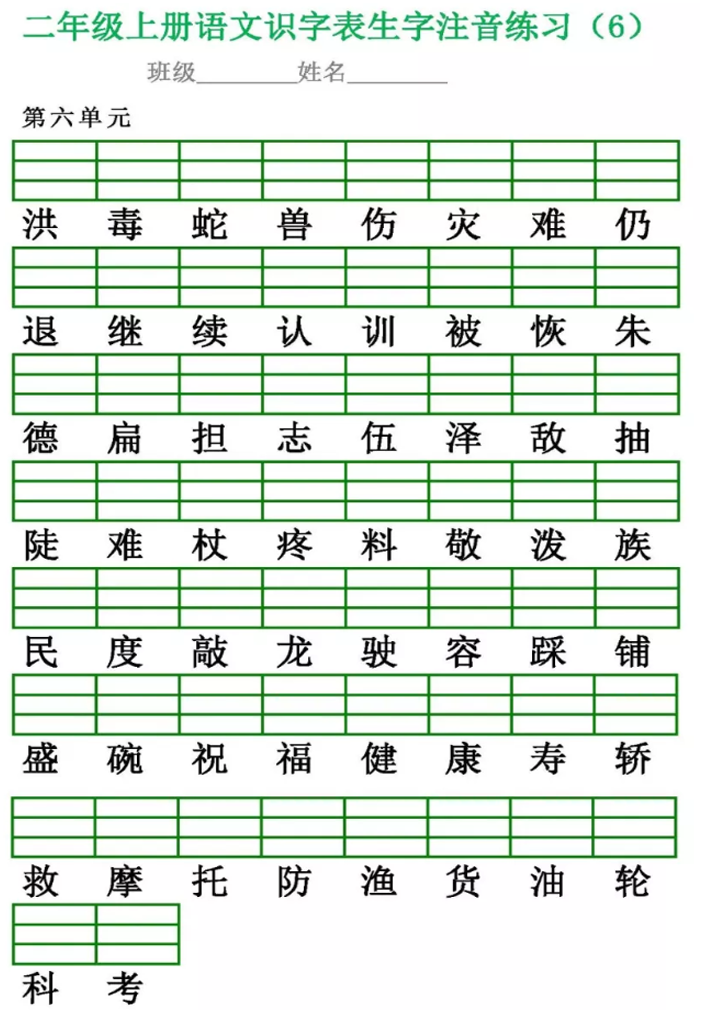 二年级上册语文识字表生字注音练习（6）
班级________姓名________
第六单元
洪 毒 蛇 兽 伤 灾 难 仍
退 继 续 认 训 被 恢 朱
德 扁 担 志 伍 泽 敌 抽
陡 难 杖 疼 料 敬 泼 族
民 度 敲 龙 驶 容 踩 铺
盛 碗 祝 福 健 康 寿 轿
救 摩 托 防 渔 货 油 轮
科 考